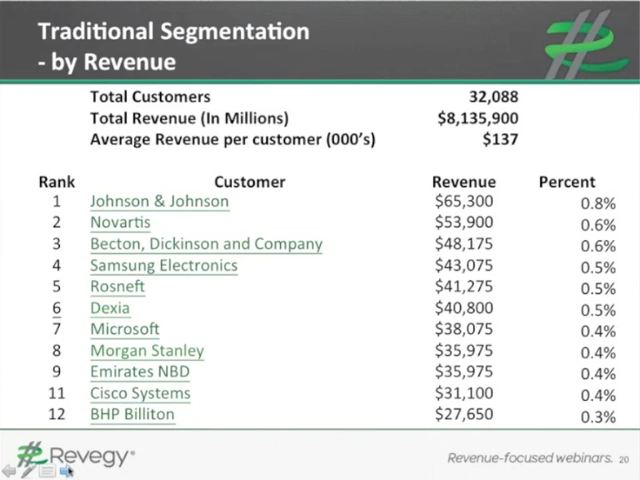 Traditional Segmentation
- by Revenue
Total Customers 32,088
Total Revenue (In Millions) $8,135,900
Average Revenue per customer (000's) $137
Rank Customer Revenue Percent
1 Johnson & Johnson $65,300 0.8%
2 Novartis $53,900 0.6%
3 Becton, Dickinson and Company $48,175 0.6%
4 Samsung Electronics $43,075 0.5%
5 Rosneft $41,275 0.5%
6 Dexia $40,800 0.5%
7 Microsoft $38,075 0.4%
8 Morgan Stanley $35,975 0.4%
9 Emirates NBD $35,975 0.4%
11 Cisco Systems $31,100 0.4%
12 BHP Billiton $27,650 0.3%
Revegy® Revenue-focused webinars. 20